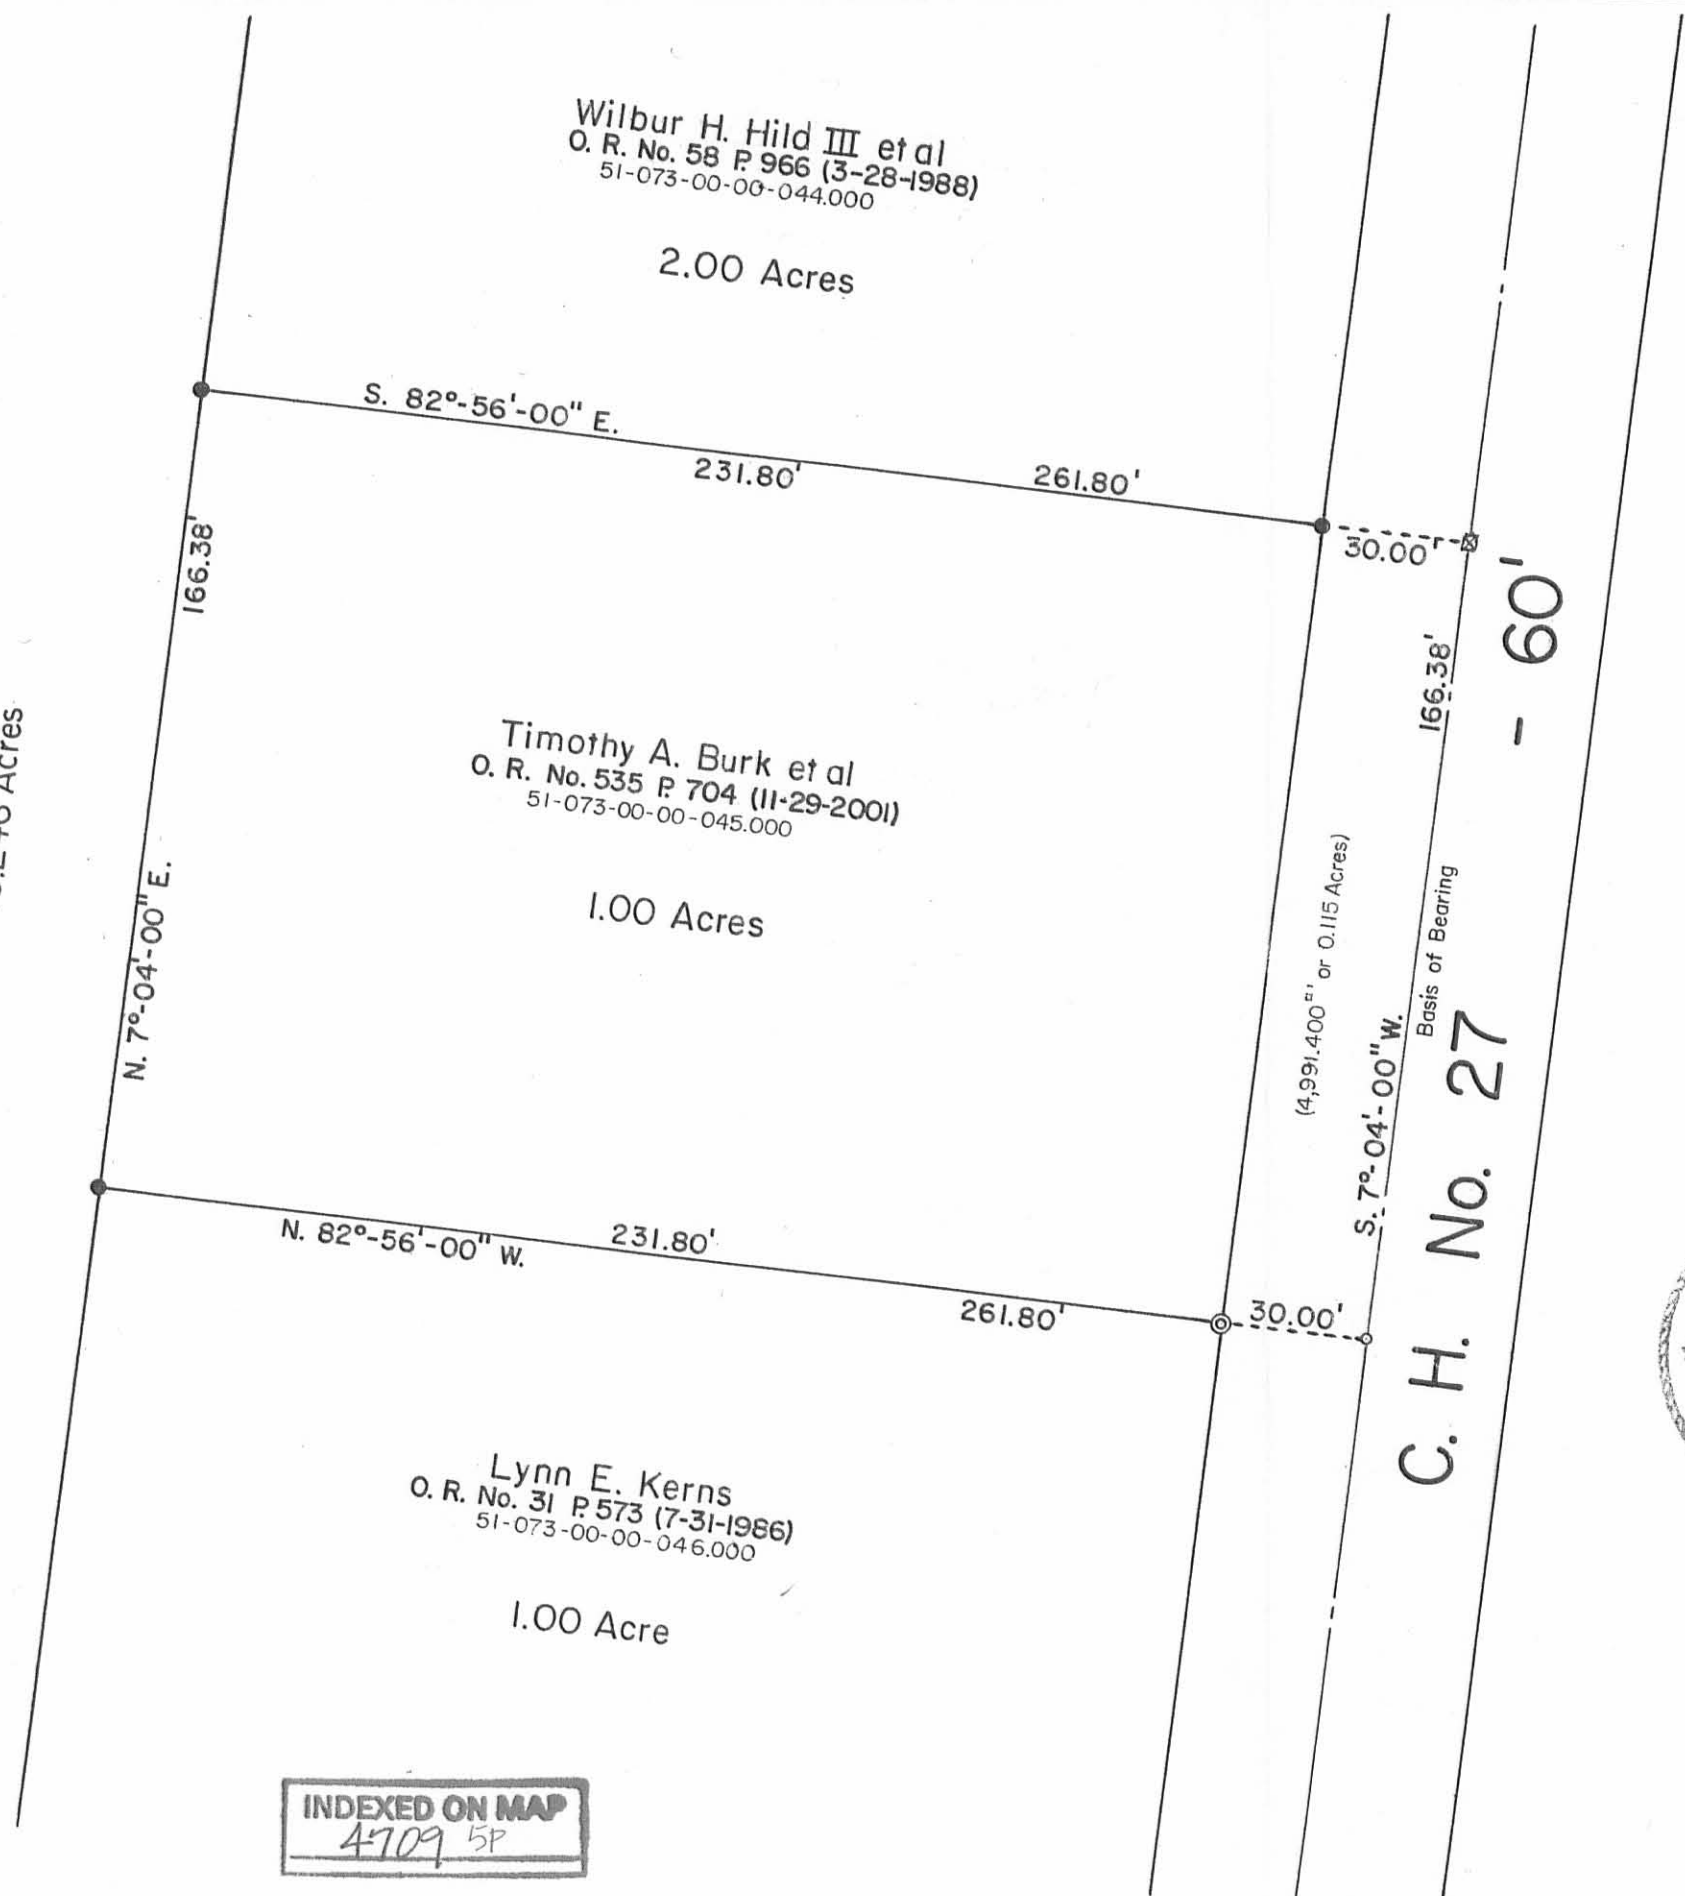 Wilbur H. Hild III et al
O. R. No. 58 P. 966 (3-28-1988)
51-073-00-00-044.000
2.00 Acres
S. 82°-56'-00" E.
231.80'
261.80'
30.00'
166.38'
166.38'
- 60'
Acres
Timothy A. Burk et al
O. R. No. 535 P. 704 (11-29-2001)
51-073-00-00-045.000
1.00 Acres
N. 7°-04'-00" E.
(4,991.400 □' or 0.115 Acres)
Basis of Bearing
S. 7°-04'-00" W.
C. H. No. 27
N. 82°-56'-00" W.
231.80'
261.80'
30.00'
Lynn E. Kerns
O. R. No. 31 P. 573 (7-31-1986)
51-073-00-00-046.000
1.00 Acre
INDEXED ON MAP
4709 5P